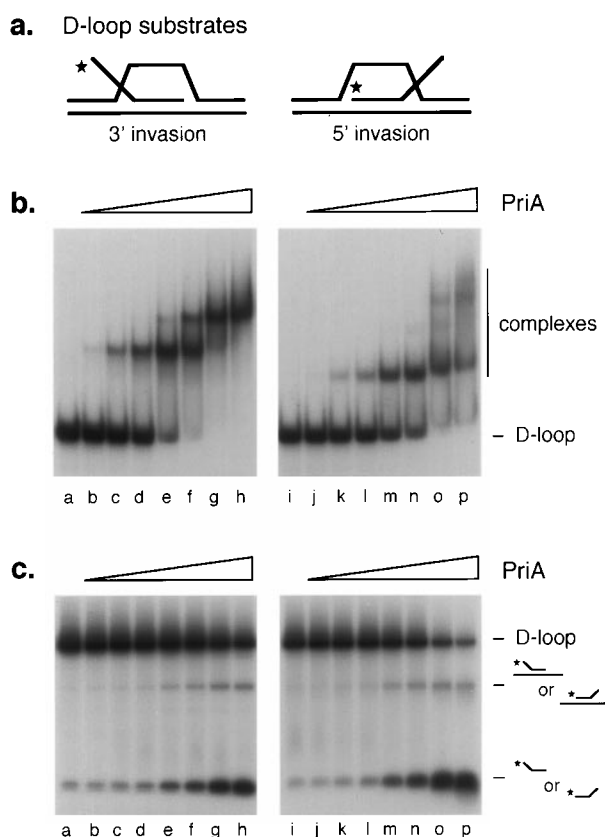 a. D-loop substrates
3' invasion
5' invasion
b. PriA
complexes
D-loop
a b c d e f g h
i j k l m n o p
c. PriA
D-loop
or
or
a b c d e f g h
i j k l m n o p